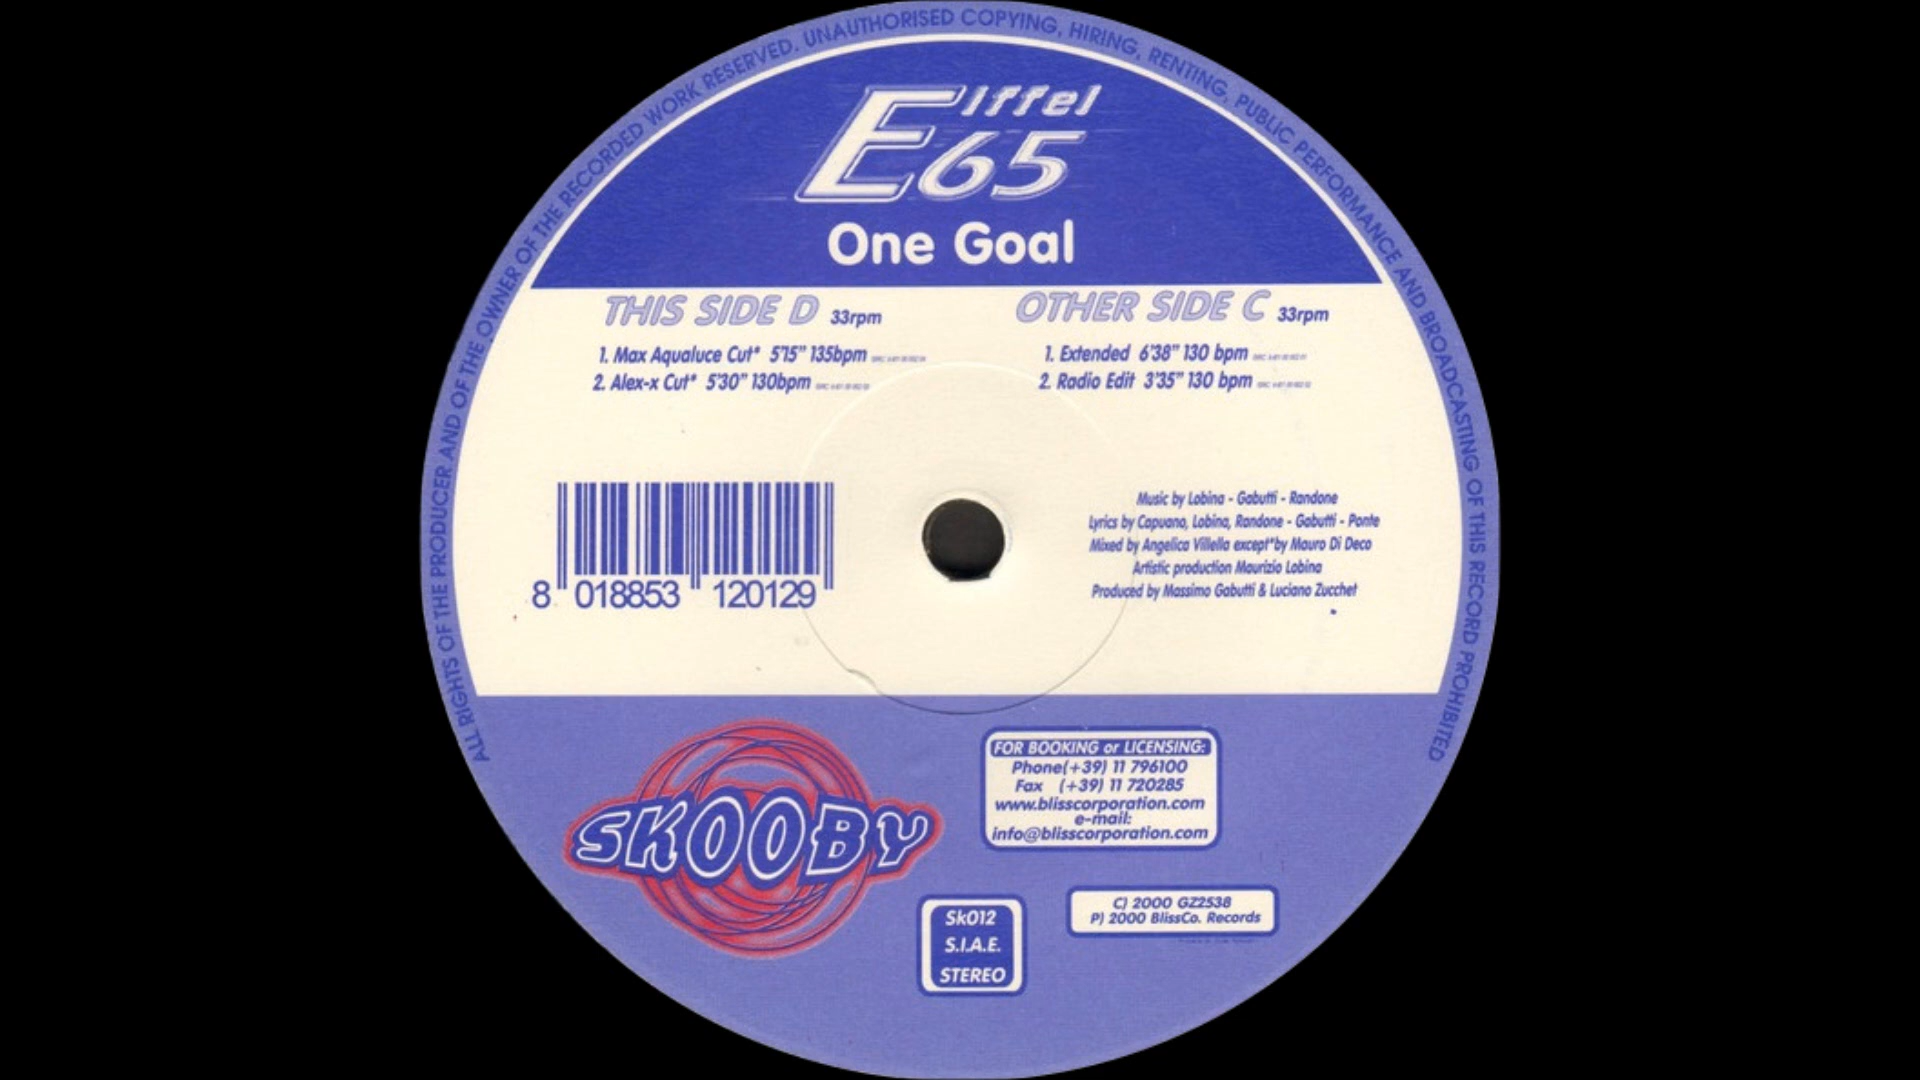 ALL RIGHTS OF THE PRODUCER AND OF THE OWNER OF THE RECORDED WORK RESERVED. UNAUTHORISED COPYING, HIRING, RENTING, PUBLIC PERFORMANCE AND BROADCASTING OF THIS RECORD PROHIBITED
Eiffel
65
One Goal
THIS SIDE D 33rpm
1. Max Aqualuce Cut* 5'15" 135bpm
2. Alex-x Cut* 5'30" 130bpm
OTHER SIDE C 33rpm
1. Extended 6'38" 130 bpm
2. Radio Edit 3'35" 130 bpm
8 018853 120129
Music by Lobina - Gabutti - Randone
Lyrics by Capuano, Lobina, Randone - Gabutti - Ponte
Mixed by Angelica Villella except*by Mauro Di Deco
Artistic production Maurizio Lobina
Produced by Massimo Gabutti & Luciano Zucchet
SKOOBY
FOR BOOKING or LICENSING:
Phone(+39) 11 796100
Fax (+39) 11 720285
www.blisscorporation.com
e-mail:
info@blisscorporation.com
Sk012
S.I.A.E.
STEREO
C) 2000 GZ2538
P) 2000 BlissCo. Records